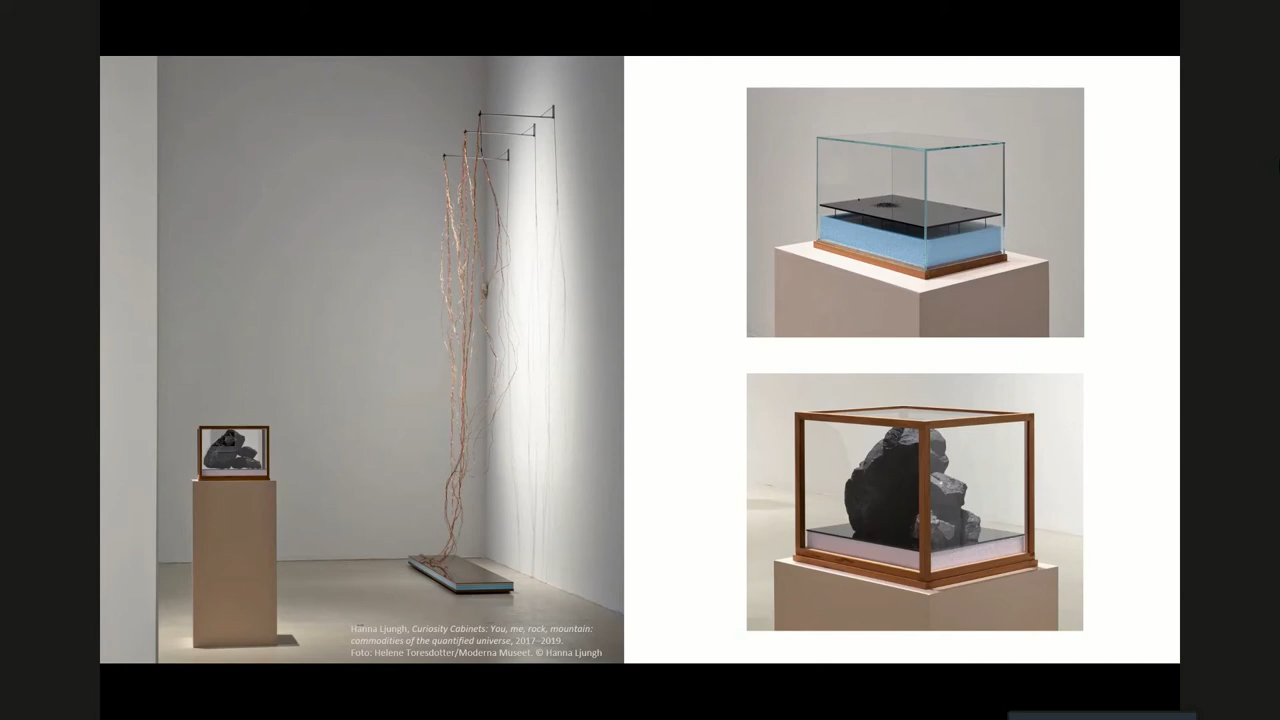 Hanna Ljungh, Curiosity Cabinets: You, me, rock, mountain:
commodities of the quantified universe, 2017–2019.
Foto: Helene Toresdotter/Moderna Museet. © Hanna Ljungh